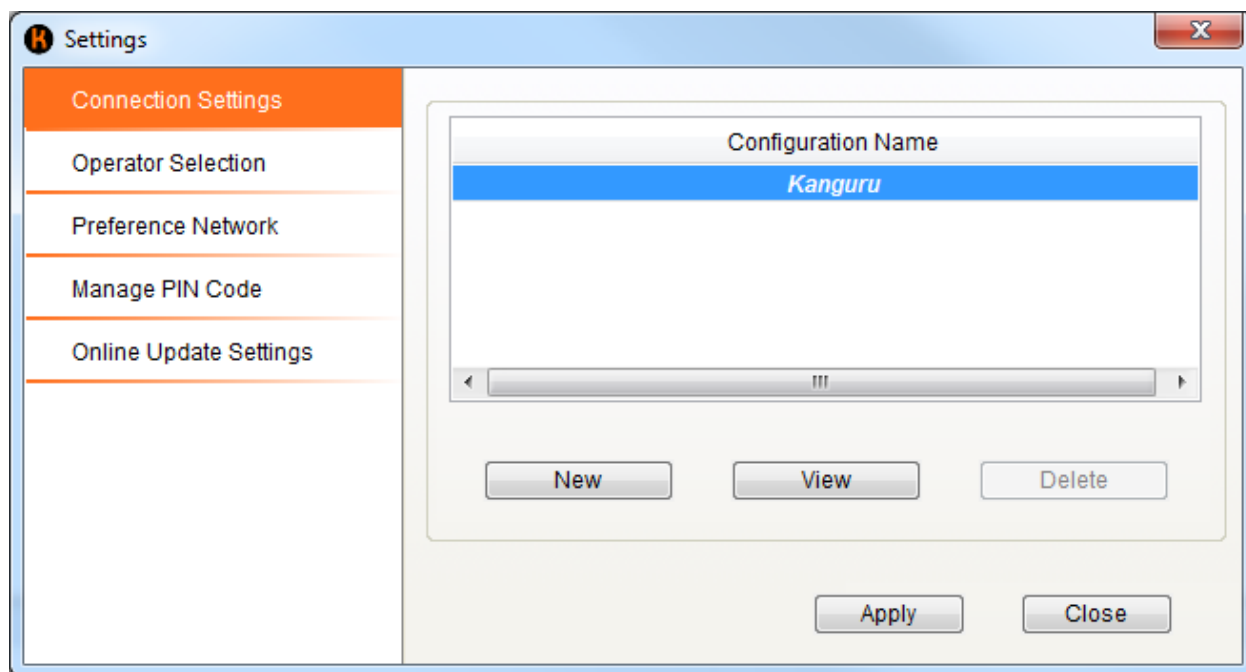 Settings
Connection Settings
Operator Selection
Preference Network
Manage PIN Code
Online Update Settings
Configuration Name
Kanguru
New View Delete
Apply Close